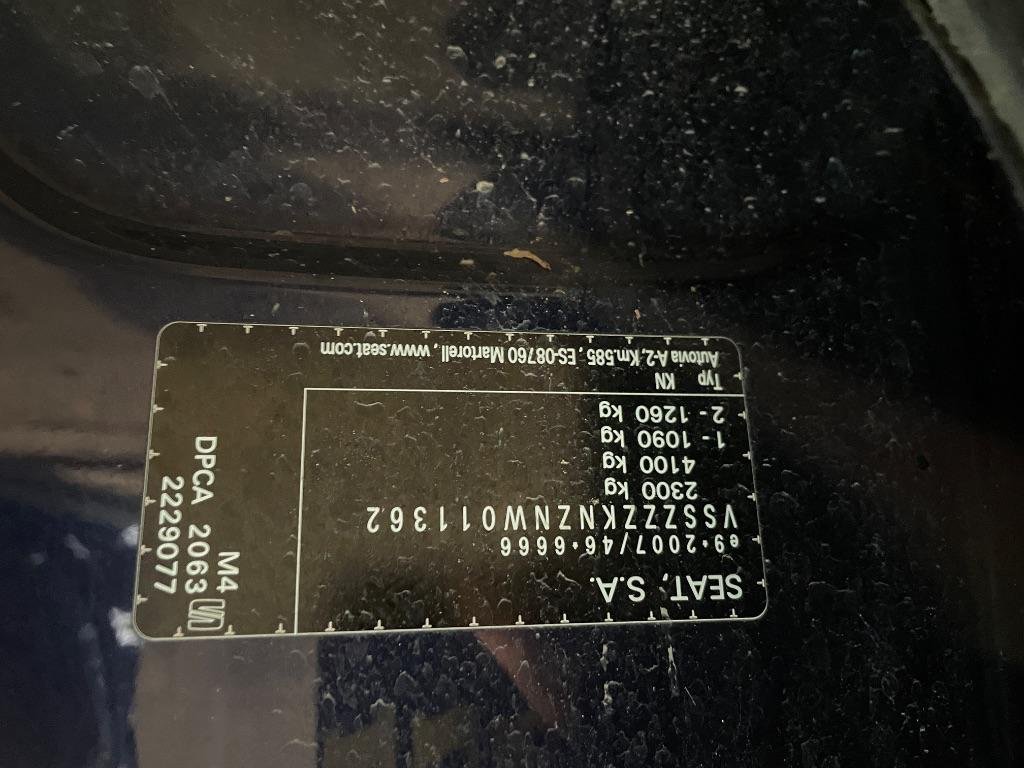 SEAT, S.A.
e9*2007/46*6666
VSSZZZKNZNW011362
2300 kg
4100 kg
1- 1090 kg
2- 1260 kg
Typ KN
Autovia A-2, Km.585 , ES-08760 Martorell , www.seat.com
M4
DPCA 2063
2229077